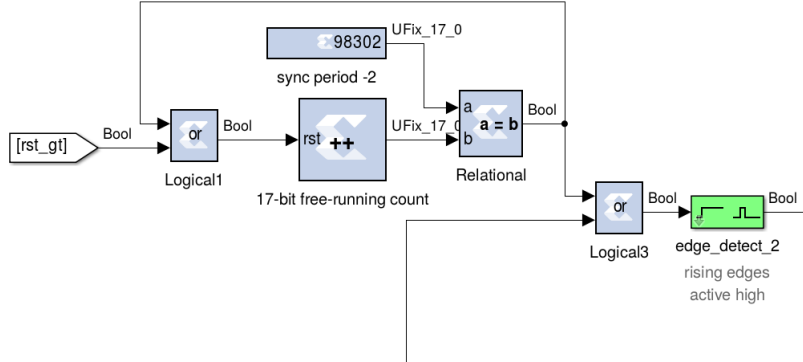 98302
UFix_17_0
sync period -2
[rst_gt]
Bool
or
Bool
Logical1
rst
++
UFix_17_0
17-bit free-running count
a
b
a = b
Bool
Relational
or
Bool
Logical3
Bool
edge_detect_2
rising edges
active high